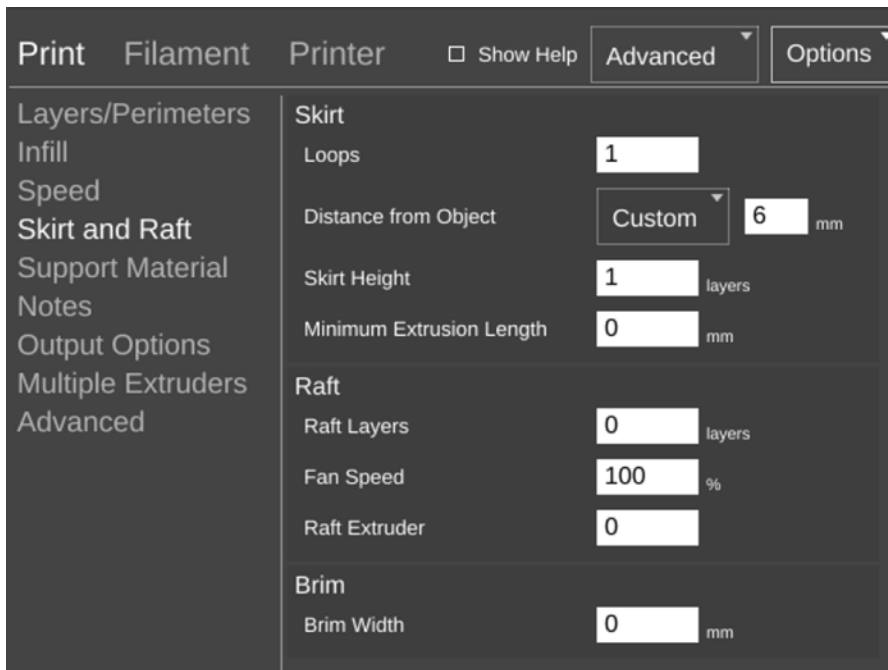 Print Filament Printer Show Help Advanced Options
Layers/Perimeters
Infill
Speed
Skirt and Raft
Support Material
Notes
Output Options
Multiple Extruders
Advanced
Skirt
Loops 1
Distance from Object Custom 6 mm
Skirt Height 1 layers
Minimum Extrusion Length 0 mm
Raft
Raft Layers 0 layers
Fan Speed 100 %
Raft Extruder 0
Brim
Brim Width 0 mm